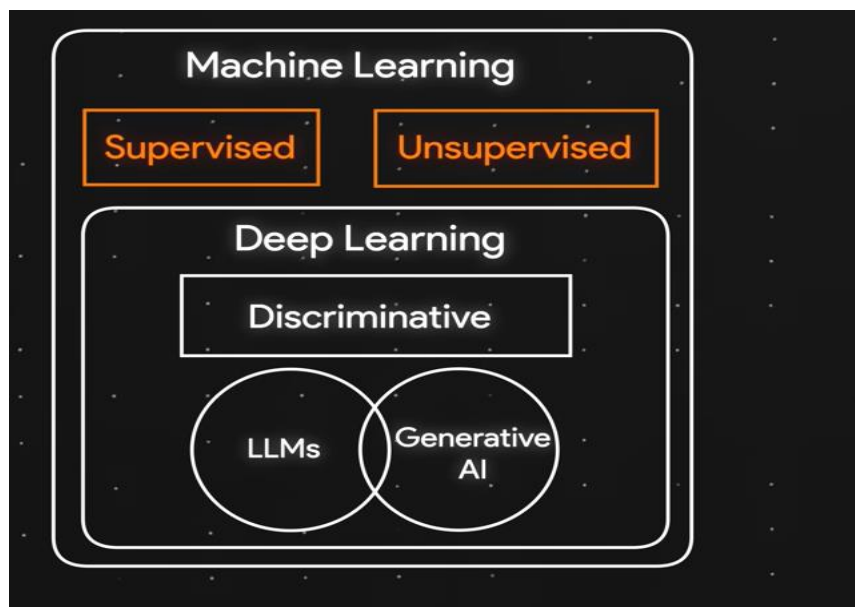 Machine Learning
Supervised
Unsupervised
Deep Learning
Discriminative
LLMs
Generative
AI